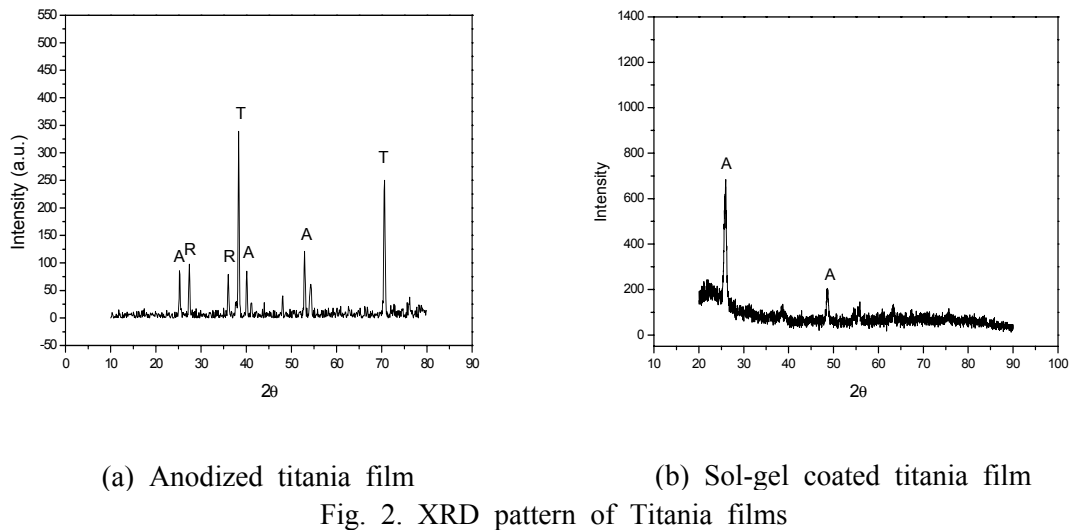 550
500
450
400
350
300
250
200
150
100
50
0
-50
Intensity (a.u.)
A
R
R
T
A
A
T
0 10 20 30 40 50 60 70 80 90
2θ
(a) Anodized titania film
1400
1200
1000
800
600
400
200
0
Intensity
A
A
10 20 30 40 50 60 70 80 90 100
2θ
(b) Sol-gel coated titania film
Fig. 2. XRD pattern of Titania films